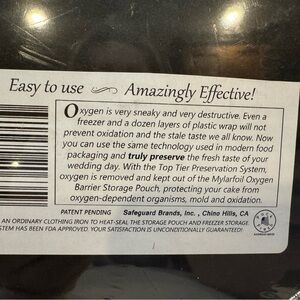 Easy to use Amazingly Effective!
Oxygen is very sneaky and very destructive. Even a
freezer and a dozen layers of plastic wrap will not
prevent oxidation and the stale taste we all know. Now
you can use the same technology used in modern food
packaging and truly preserve the fresh taste of your
wedding day. With the Top Tier Preservation System,
oxygen is removed and kept out of the Mylarfoil Oxygen
Barrier Storage Pouch, protecting your cake from
oxygen-dependent organisms, mold and oxidation.
PATENT PENDING Safeguard Brands, Inc. , Chino Hills, CA
AN ORDINARY CLOTHING IRON TO HEAT-SEAL, THE STORAGE POUCH AND FREEZER STORAGE.
STEM HAS BEEN FDA APPROVED. YOUR SATISFACTION IS UNCONDITIONALLY GUARANTEED!